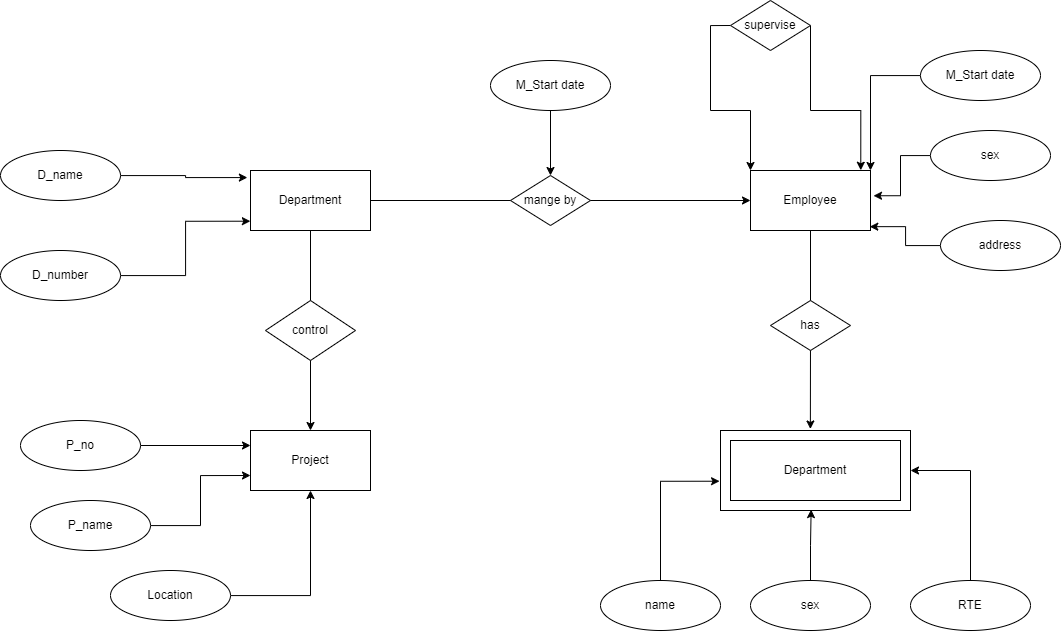 supervise
M_Start date
M_Start date
sex
D_name
Department
mange by
Employee
address
D_number
control
has
P_no
Project
Department
P_name
Location
name
sex
RTE